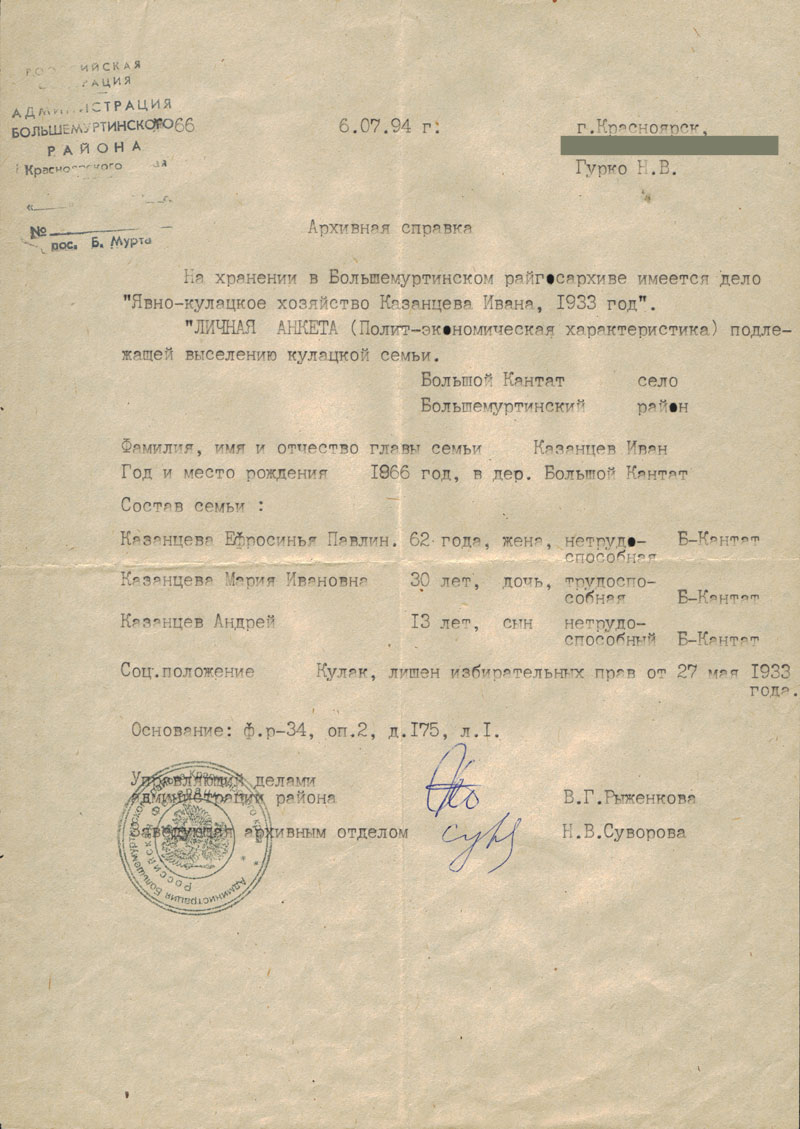 РАЙОНА
БОЛЬШЕМУРТИНСКОГО 66
№
пос. Б. Мурта
6.07.94 г:
г.Красноярск,
Гурко Н.В.
Архивная справка
На хранении в Большемуртинском райгосархиве имеется дело
"Явно-кулацкое хозяйство Казанцева Ивана, 1933 год".
"ЛИЧНАЯ АНКЕТА (Полит-экономическая характеристика) подле-
жащей выселению кулацкой семьи.
Большой Кантат село
Большемуртинский район
Фамилия, имя и отчество главы семьи Казанцев Иван
Год и место рождения 1866 год, в дер. Большой Кантат
Состав семьи :
Казанцева Ефросинья Павлин. 62 года, жена, нетрудо- Б-Кантат
способная
Казанцева Мария Ивановна 30 лет, дочь, трудоспо-
собная Б-Кантат
Казанцев Андрей 13 лет, сын нетрудо-
способный Б-Кантат
Соц.положение Кулак, лишен избирательных прав от 27 мая 1933
года.
Основание: ф.р-34, оп.2, д.175, л.1.
Управляющий делами
администрации района В.Г.Рыженкова
Заведующая архивным отделом Н.В.Суворова